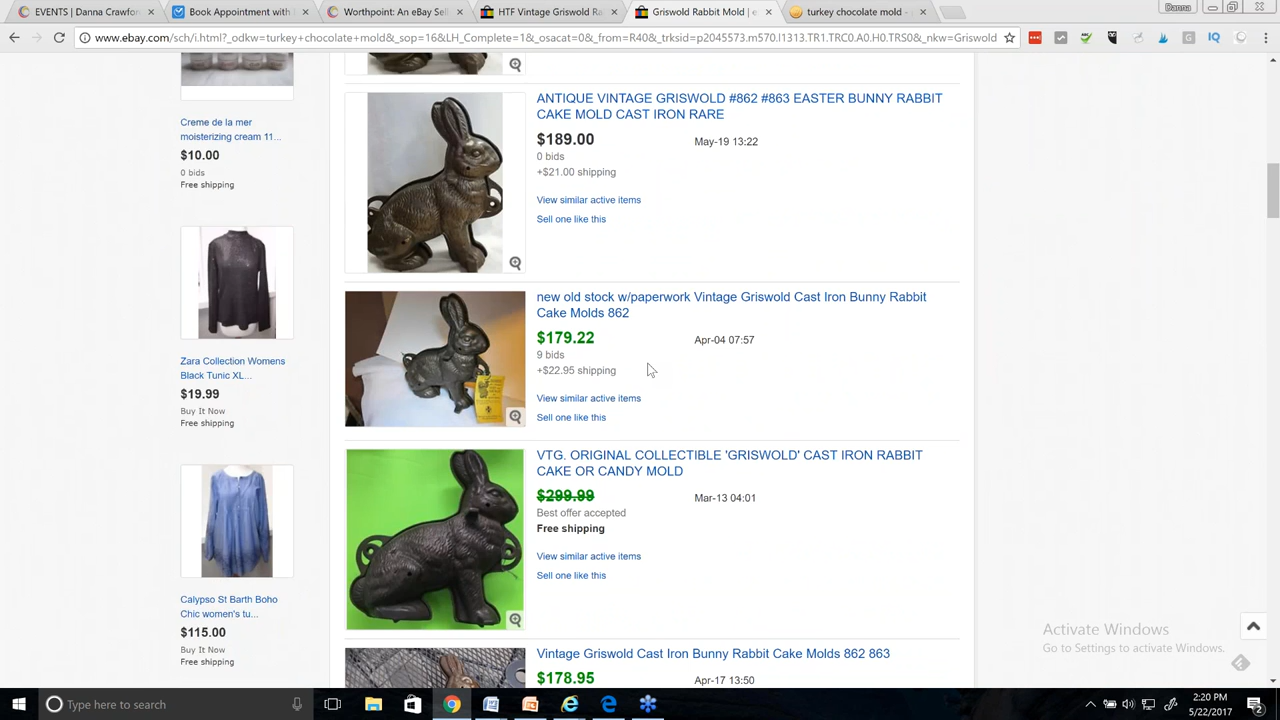 EVENTS | Danna Crawfor
Book Appointment with
Worthpoint: An eBay Sel
HTF Vintage Griswold Ra
Griswold Rabbit Mold | e
turkey chocolate mold -
Danna
www.ebay.com/sch/i.html?_odkw=turkey+chocolate+mold&_sop=16&LH_Complete=1&_osacat=0&_from=R40&_trksid=p2045573.m570.l1313.TR1.TRC0.A0.H0.TRS0&_nkw=Griswold
Creme de la mer
moisterizing cream 11...
$10.00
0 bids
Free shipping
Zara Collection Womens
Black Tunic XL...
$19.99
Buy It Now
Free shipping
Calypso St Barth Boho
Chic women's tu...
$115.00
Buy It Now
Free shipping
ANTIQUE VINTAGE GRISWOLD #862 #863 EASTER BUNNY RABBIT
CAKE MOLD CAST IRON RARE
$189.00 May-19 13:22
0 bids
+$21.00 shipping
View similar active items
Sell one like this
new old stock w/paperwork Vintage Griswold Cast Iron Bunny Rabbit
Cake Molds 862
$179.22 Apr-04 07:57
9 bids
+$22.95 shipping
View similar active items
Sell one like this
VTG. ORIGINAL COLLECTIBLE 'GRISWOLD' CAST IRON RABBIT
CAKE OR CANDY MOLD
$299.99 Mar-13 04:01
Best offer accepted
Free shipping
View similar active items
Sell one like this
Vintage Griswold Cast Iron Bunny Rabbit Cake Molds 862 863
$178.95 Apr-17 13:50
Activate Windows
Go to Settings to activate Windows.
Type here to search
2:20 PM
5/22/2017